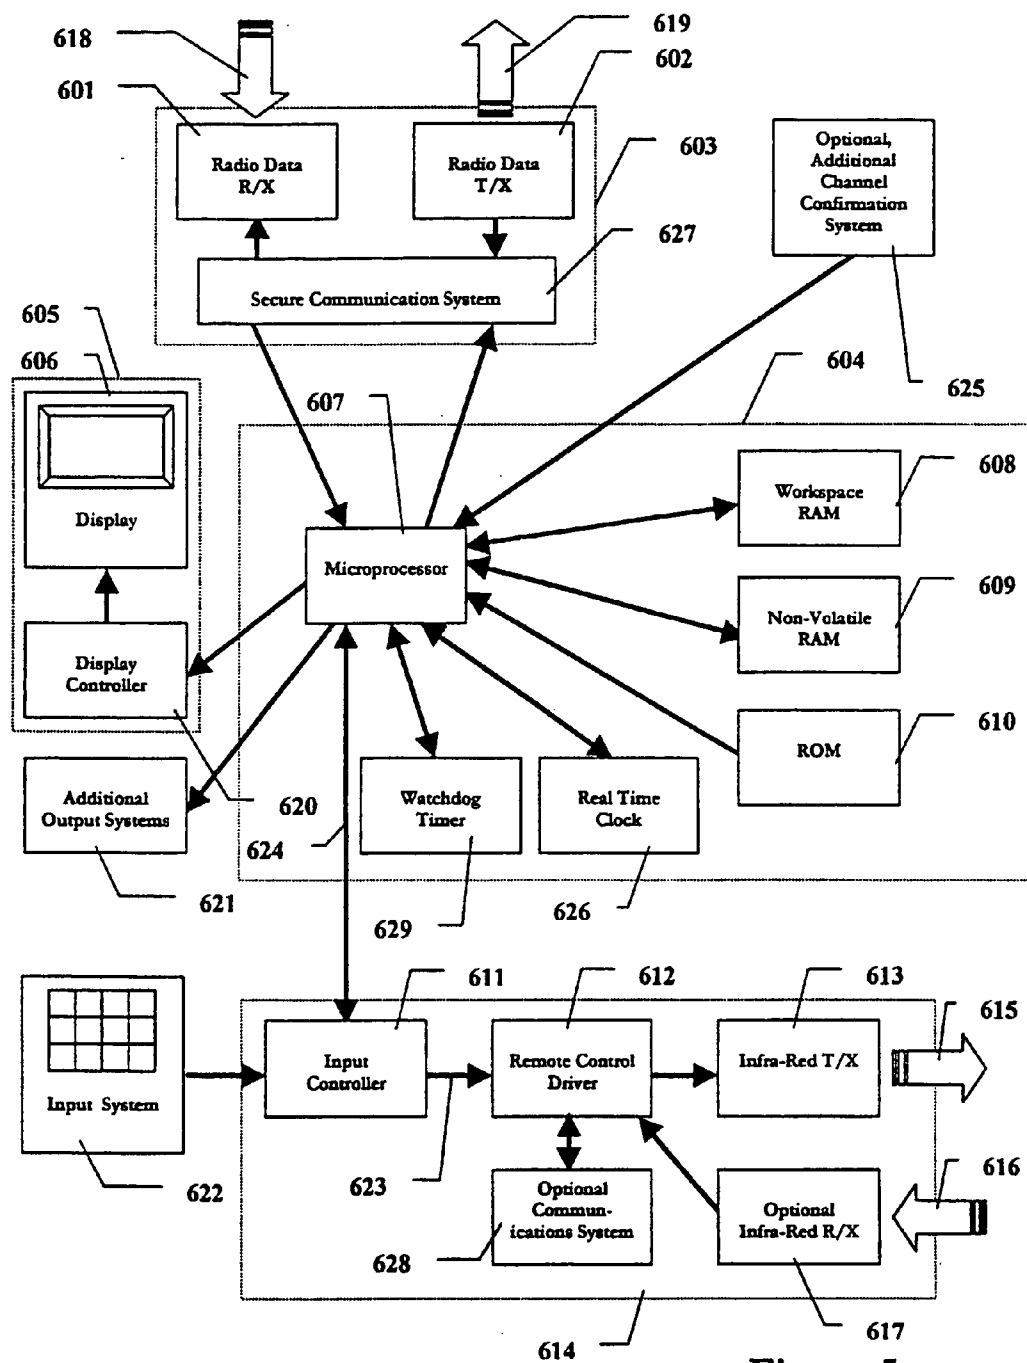 618
619
601
602
Radio Data
R/X
Radio Data
T/X
603
Optional,
Additional
Channel
Confirmation
System
627
Secure Communication System
605
606
604
625
607
Display
Microprocessor
Workspace
RAM
608
Non-Volatile
RAM
609
Display
Controller
ROM
610
Additional
Output Systems
620
624
Watchdog
Timer
Real Time
Clock
621
629
626
611
612
613
615
Input System
Input
Controller
Remote Control
Driver
Infra-Red T/X
622
623
Optional
Commun-
ications System
628
Optional
Infra-Red R/X
616
614
617